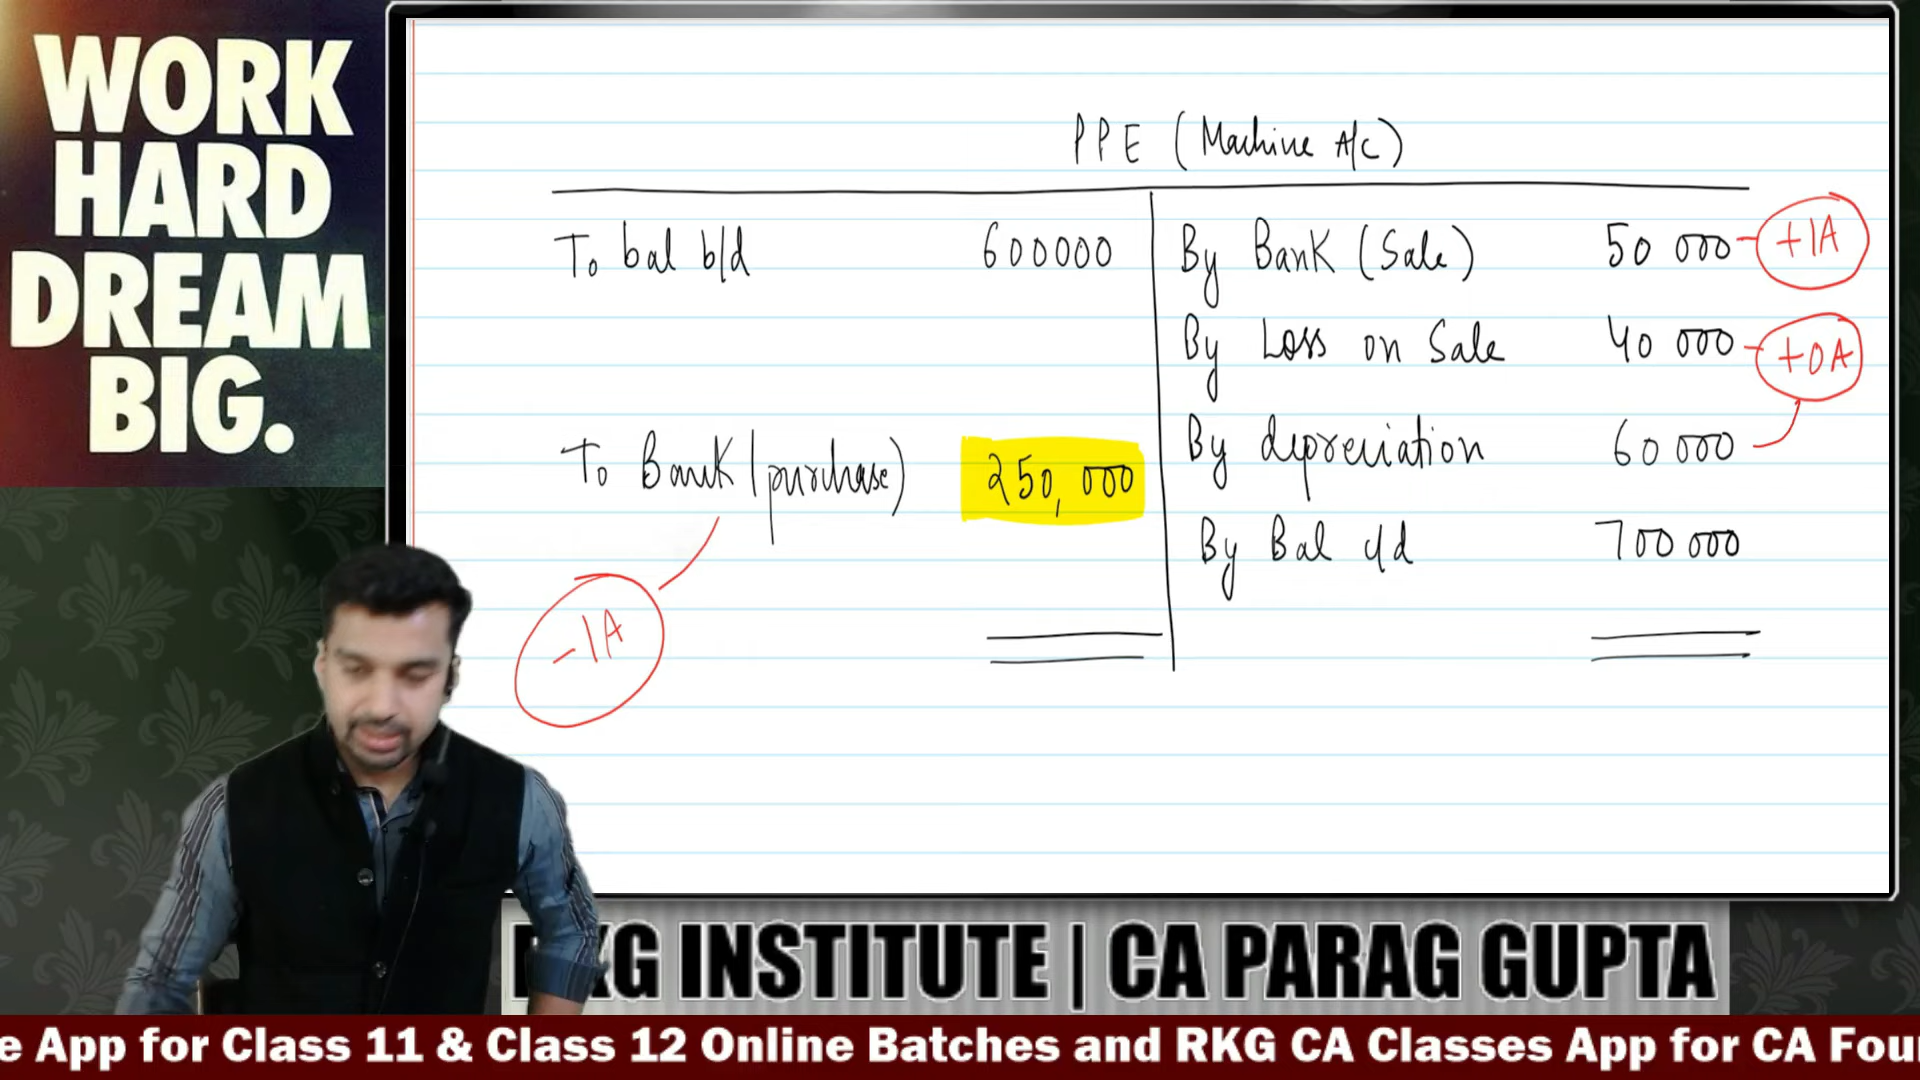 WORK
HARD
DREAM
BIG.
PPE (Machine A/c)
To bal b/d 600000
By Bank (Sale) 50 000 +IA
By Loss on Sale 40 000 +OA
To Bank (purchase) 250,000
By depreciation 60 000
By Bal c/d 700 000
-IA
RKG INSTITUTE | CA PARAG GUPTA
e App for Class 11 & Class 12 Online Batches and RKG CA Classes App for CA Four